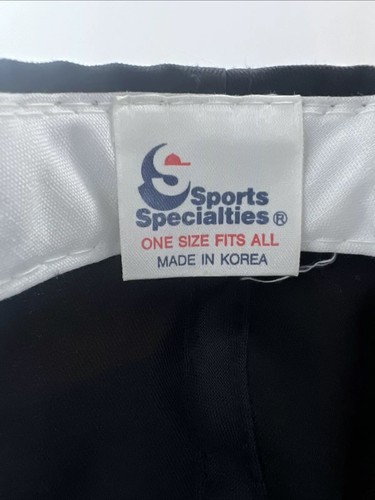 Sports
Specialties®
ONE SIZE FITS ALL
MADE IN KOREA